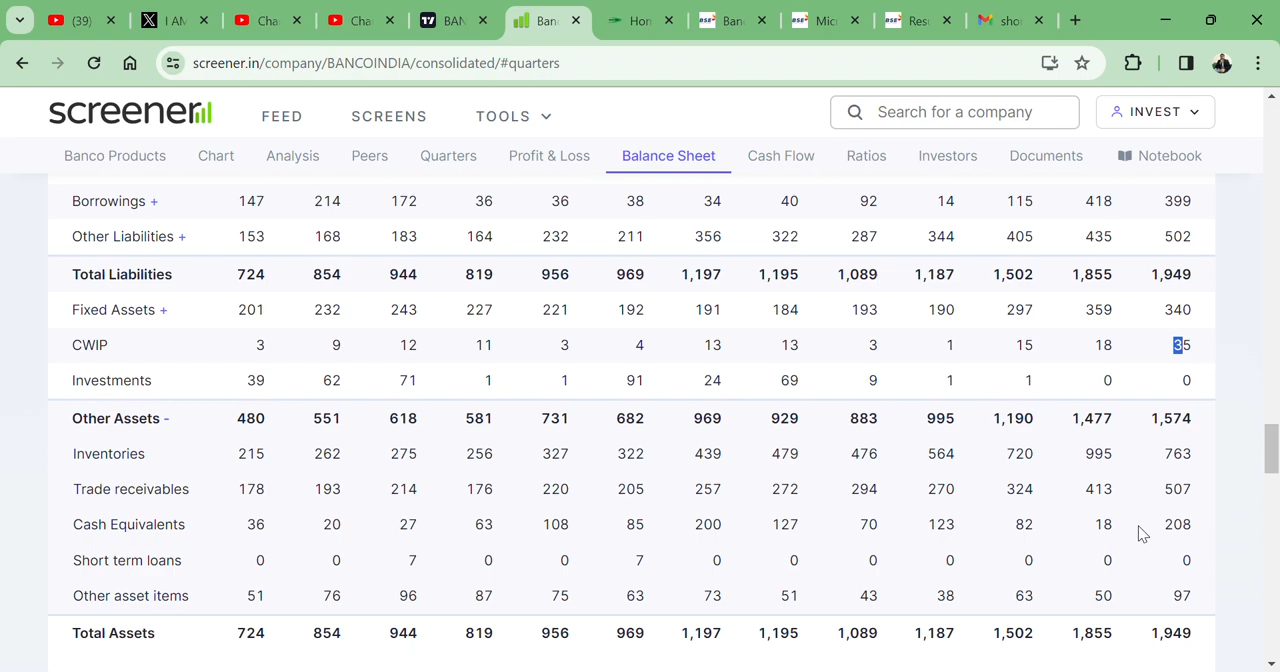 (39)
I AM
Cha
Cha
BAN
Banc
Hon
Banc
Mic
Resu
sho
screener.in/company/BANCOINDIA/consolidated/#quarters
screener
FEED
SCREENS
TOOLS
Search for a company
INVEST
Banco Products Chart Analysis Peers Quarters Profit & Loss Balance Sheet Cash Flow Ratios Investors Documents Notebook
Borrowings + 147 214 172 36 36 38 34 40 92 14 115 418 399
Other Liabilities + 153 168 183 164 232 211 356 322 287 344 405 435 502
Total Liabilities 724 854 944 819 956 969 1,197 1,195 1,089 1,187 1,502 1,855 1,949
Fixed Assets + 201 232 243 227 221 192 191 184 193 190 297 359 340
CWIP 3 9 12 11 3 4 13 13 3 1 15 18 35
Investments 39 62 71 1 1 91 24 69 9 1 1 0 0
Other Assets - 480 551 618 581 731 682 969 929 883 995 1,190 1,477 1,574
Inventories 215 262 275 256 327 322 439 479 476 564 720 995 763
Trade receivables 178 193 214 176 220 205 257 272 294 270 324 413 507
Cash Equivalents 36 20 27 63 108 85 200 127 70 123 82 18 208
Short term loans 0 0 7 0 0 7 0 0 0 0 0 0 0
Other asset items 51 76 96 87 75 63 73 51 43 38 63 50 97
Total Assets 724 854 944 819 956 969 1,197 1,195 1,089 1,187 1,502 1,855 1,949